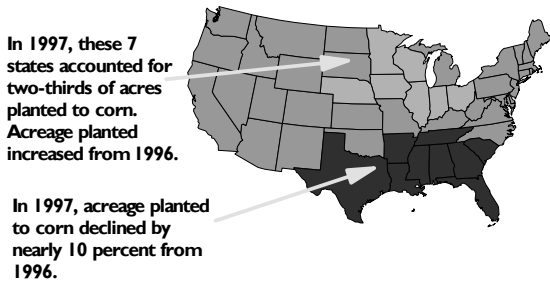 In 1997, these 7
states accounted for
two-thirds of acres
planted to corn.
Acreage planted
increased from 1996.
In 1997, acreage planted
to corn declined by
nearly 10 percent from
1996.